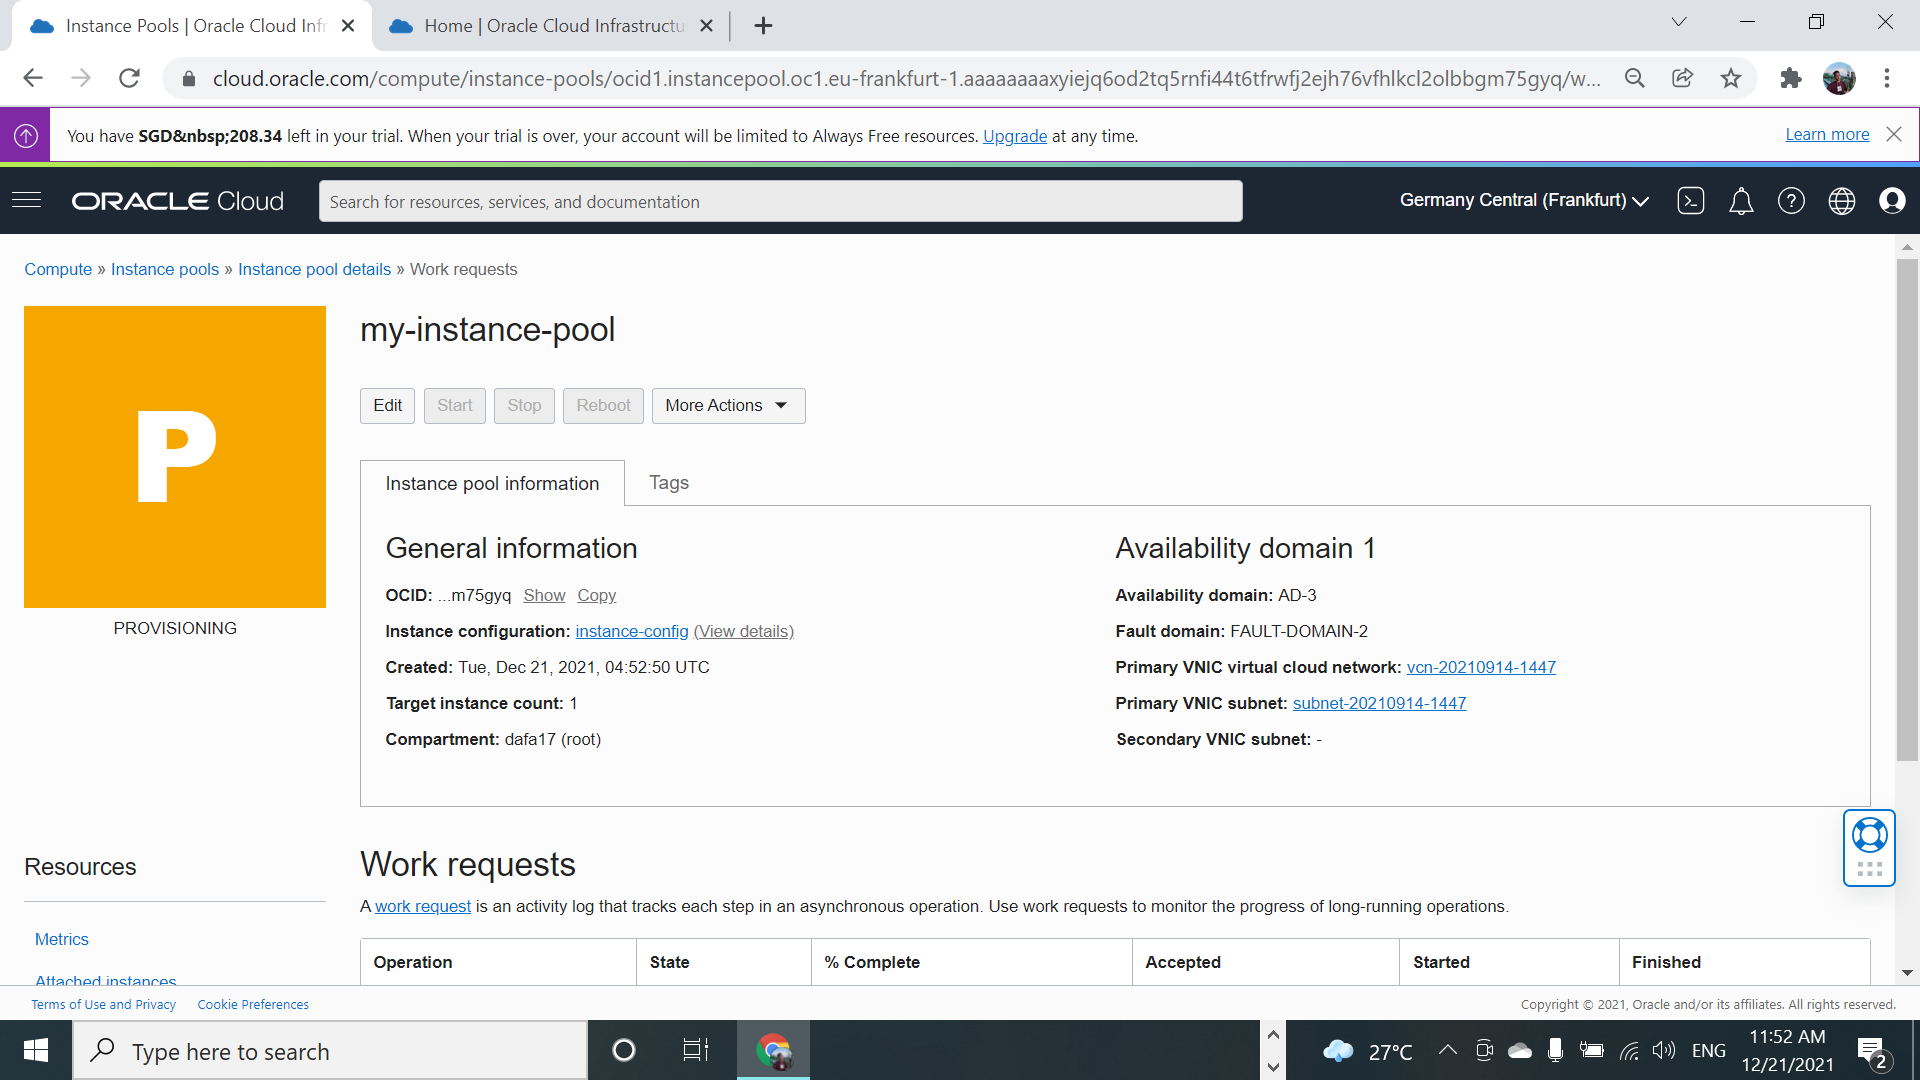 Instance Pools | Oracle Cloud Infr
Home | Oracle Cloud Infrastructu
cloud.oracle.com/compute/instance-pools/ocid1.instancepool.oc1.eu-frankfurt-1.aaaaaaaaxyiejq6od2tq5rnfi44t6tfrwfj2ejh76vfhlkcl2olbbgm75gyq/w...
You have SGD&nbsp;208.34 left in your trial. When your trial is over, your account will be limited to Always Free resources. Upgrade at any time.
Learn more
ORACLE Cloud
Search for resources, services, and documentation
Germany Central (Frankfurt)
Compute » Instance pools » Instance pool details » Work requests
P
PROVISIONING
my-instance-pool
Edit
Start
Stop
Reboot
More Actions
Instance pool information
Tags
General information
OCID: ...m75gyq Show Copy
Instance configuration: instance-config (View details)
Created: Tue, Dec 21, 2021, 04:52:50 UTC
Target instance count: 1
Compartment: dafa17 (root)
Availability domain 1
Availability domain: AD-3
Fault domain: FAULT-DOMAIN-2
Primary VNIC virtual cloud network: vcn-20210914-1447
Primary VNIC subnet: subnet-20210914-1447
Secondary VNIC subnet: -
Resources
Metrics
Attached instances
Work requests
A work request is an activity log that tracks each step in an asynchronous operation. Use work requests to monitor the progress of long-running operations.
Operation
State
% Complete
Accepted
Started
Finished
Terms of Use and Privacy
Cookie Preferences
Copyright © 2021, Oracle and/or its affiliates. All rights reserved.
Type here to search
27°C
ENG
11:52 AM
12/21/2021
2